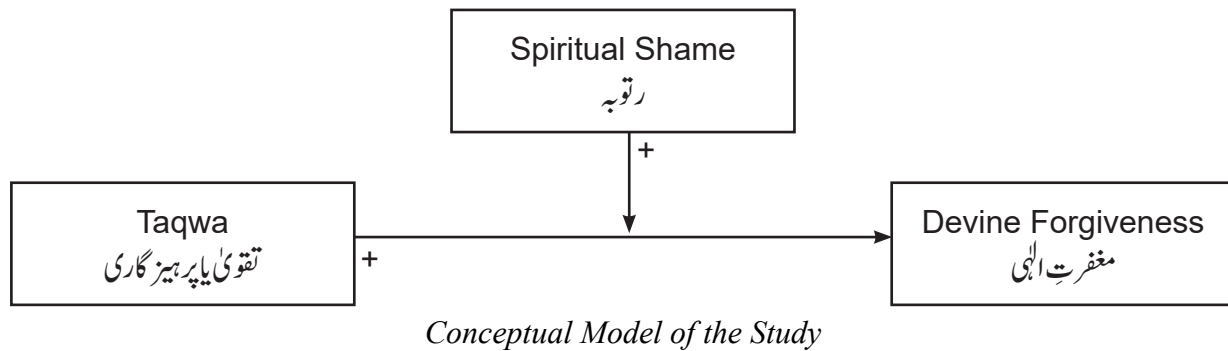 Spiritual Shame
رتوبہ
+
Taqwa
تقویٰ یا پرہیز گاری
+
Devine Forgiveness
مغفرتِ الٰہی
Conceptual Model of the Study